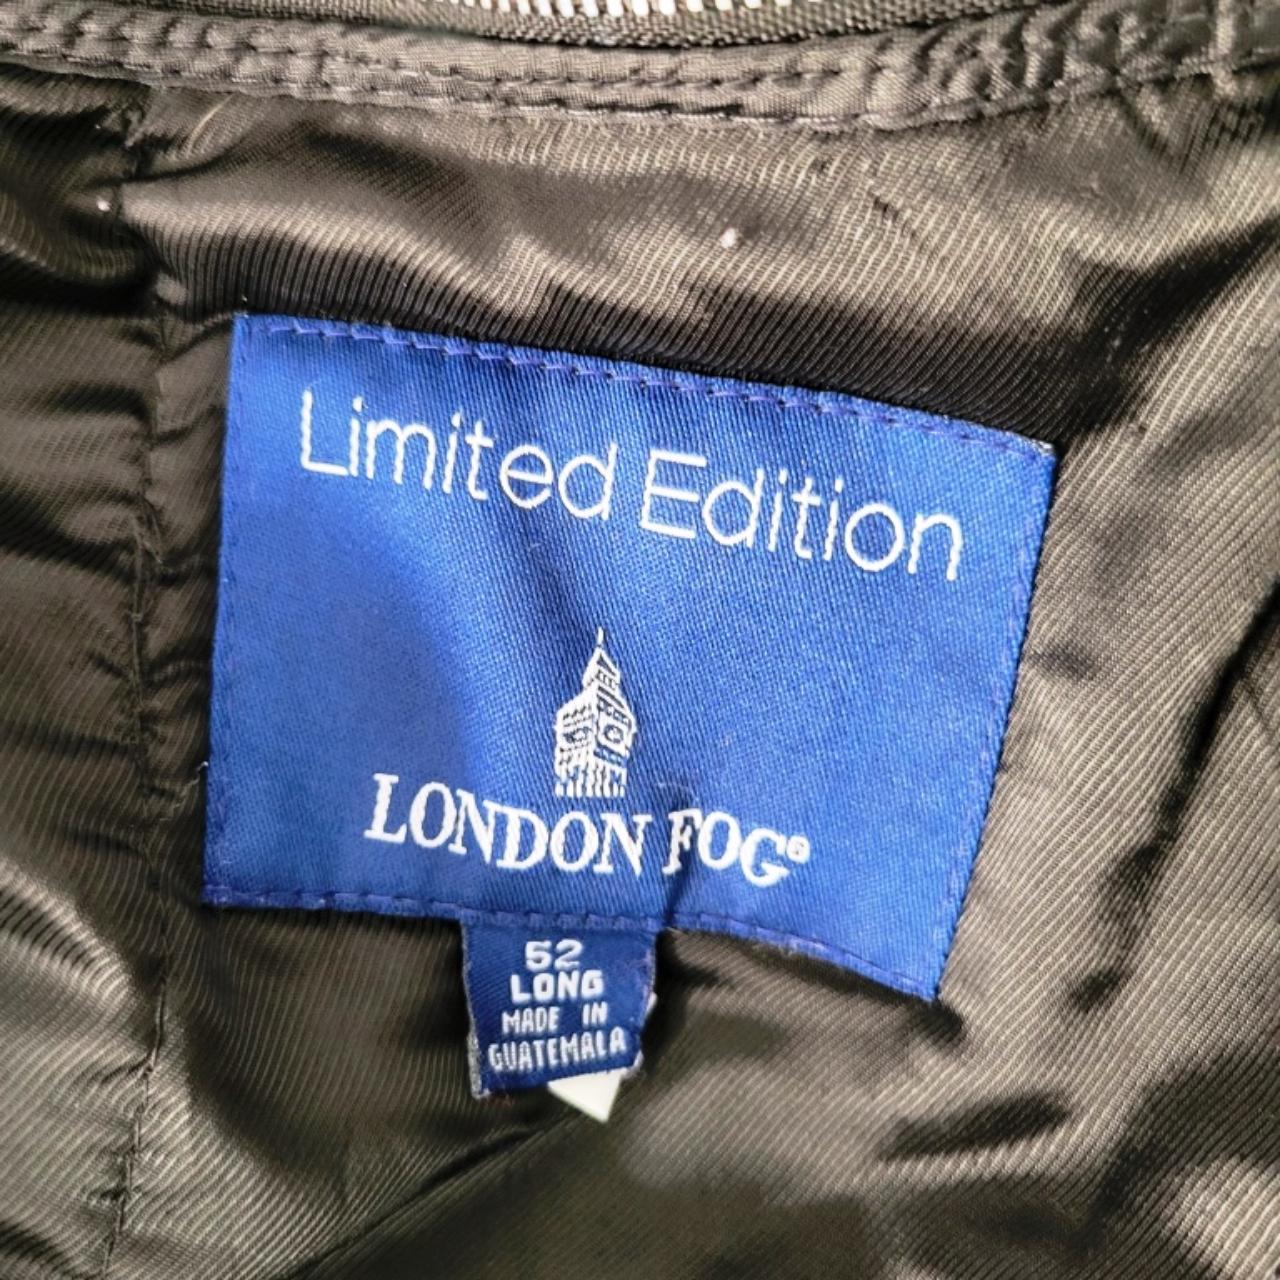 Limited Edition
LONDON FOG®
52
LONG
MADE IN
GUATEMALA